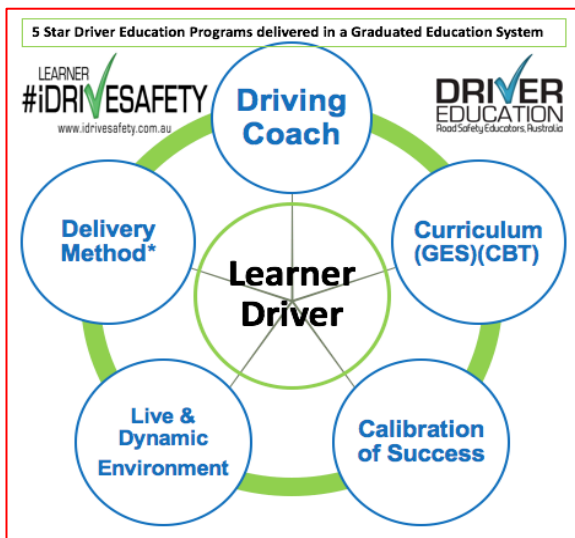 5 Star Driver Education Programs delivered in a Graduated Education System
LEARNER
#iDRIVESAFETY
www.idrivesafety.com.au
DRIVER
EDUCATION
Road Safety Educators, Australia
Driving
Coach
Delivery
Method*
Curriculum
(GES)(CBT)
Learner
Driver
Live &
Dynamic
Environment
Calibration
of Success